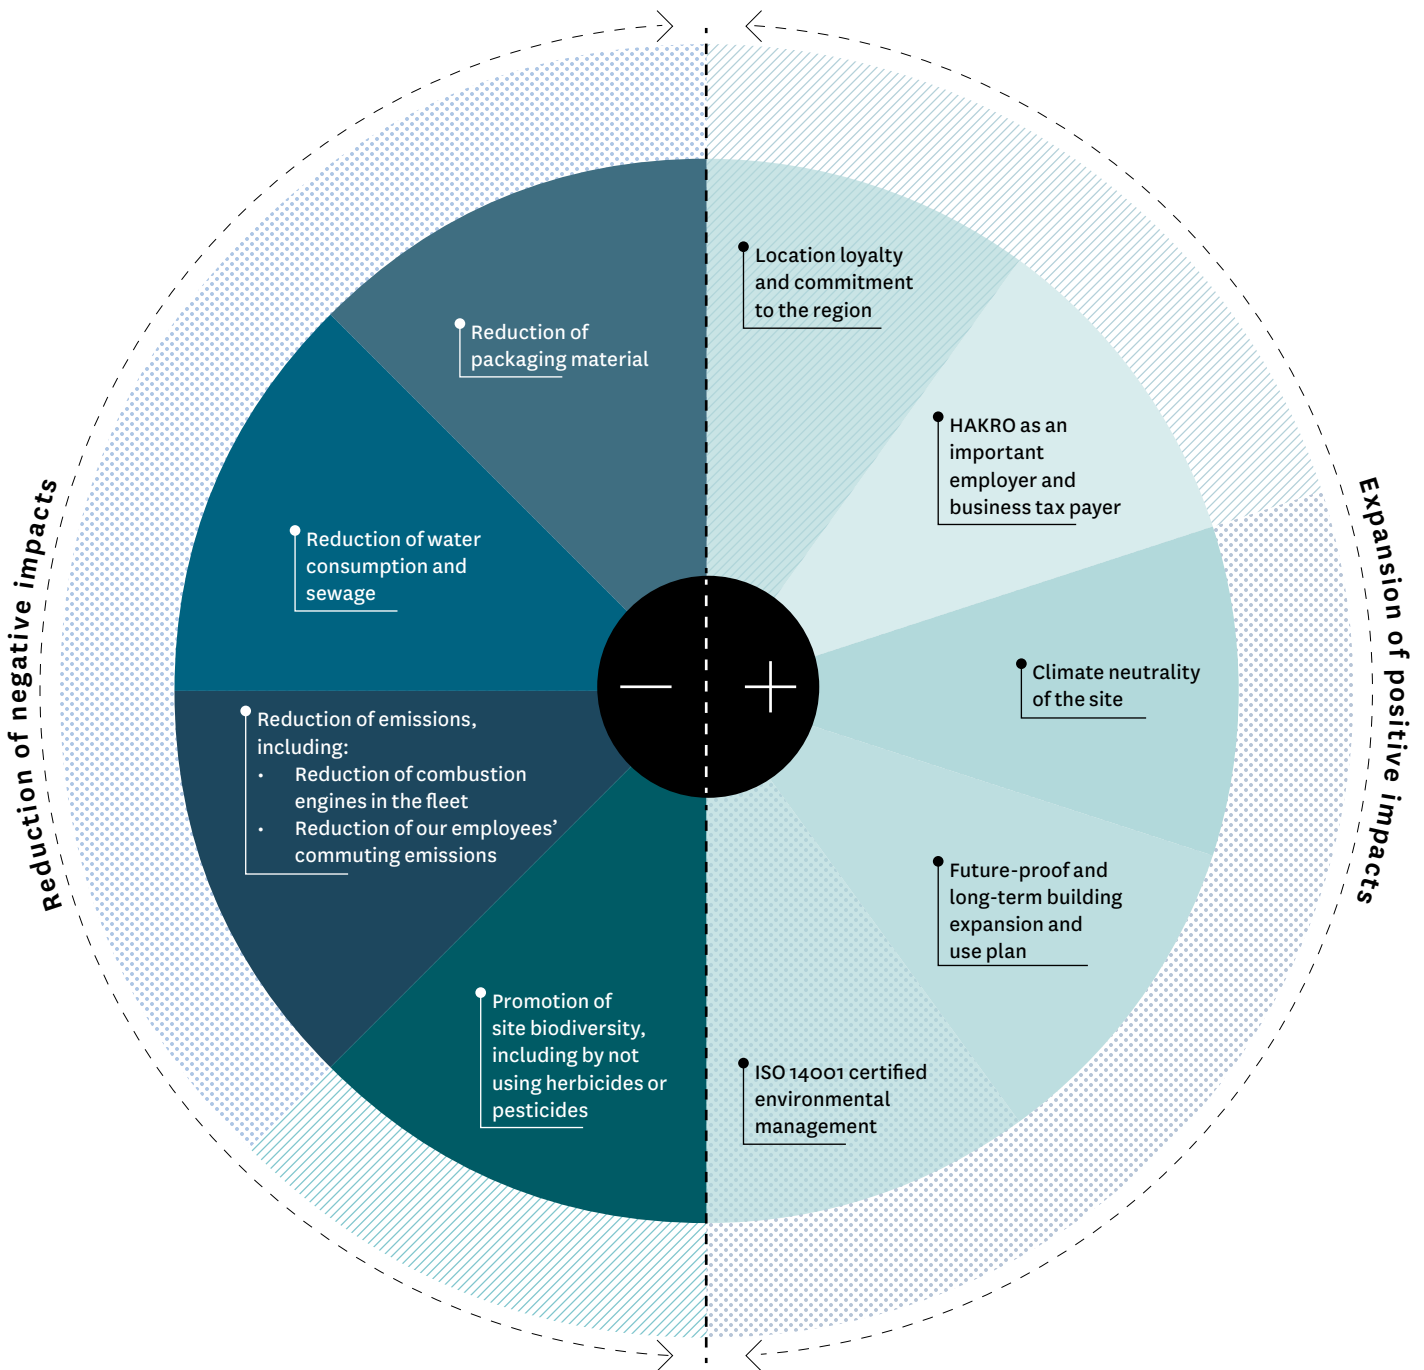 Reduction of negative impacts
Reduction of
packaging material
Reduction of water
consumption and
sewage
Reduction of emissions,
including:
• Reduction of combustion
engines in the fleet
• Reduction of our employees’
commuting emissions
Promotion of
site biodiversity,
including by not
using herbicides or
pesticides
Location loyalty
and commitment
to the region
HAKRO as an
important
employer and
business tax payer
Climate neutrality
of the site
Future-proof and
long-term building
expansion and
use plan
ISO 14001 certified
environmental
management
Expansion of positive impacts